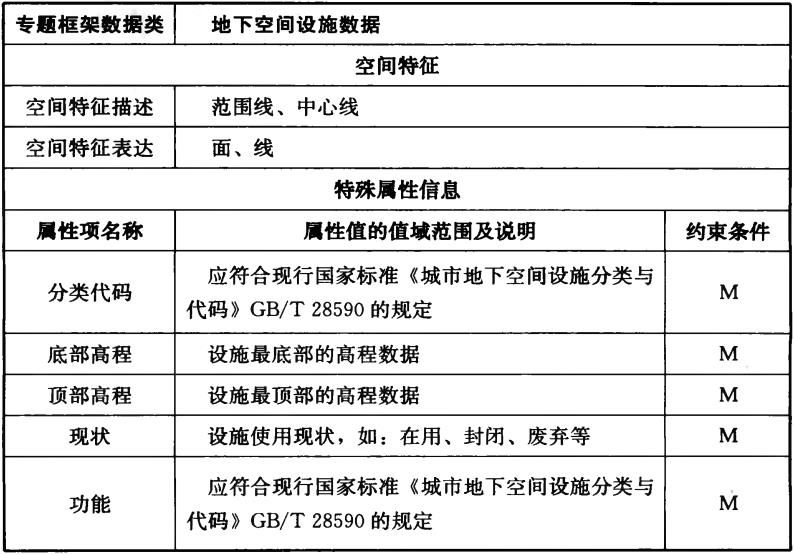 专题框架数据类 地下空间设施数据
空间特征
空间特征描述 范围线、中心线
空间特征表达 面、线
特殊属性信息
属性项名称 属性值的值域范围及说明 约束条件
分类代码 应符合现行国家标准《城市地下空间设施分类与
代码》GB/T 28590 的规定 M
底部高程 设施最底部的高程数据 M
顶部高程 设施最顶部的高程数据 M
现状 设施使用现状，如：在用、封闭、废弃等 M
功能 应符合现行国家标准《城市地下空间设施分类与
代码》GB/T 28590 的规定 M